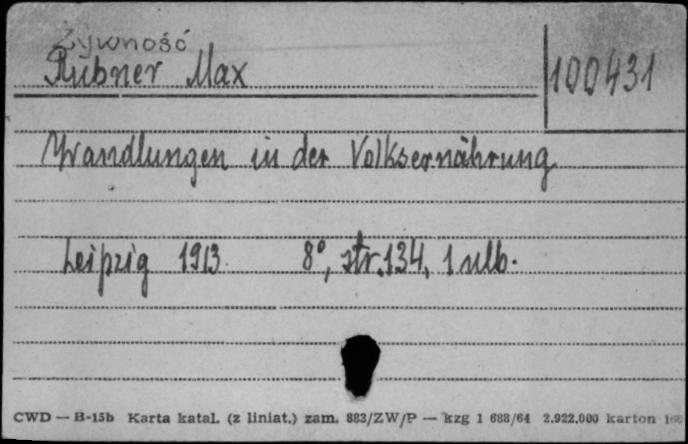 Żywność
Rubner Max
100431
Wandlungen in der Volksernährung
Leipzig 1913 8°, str. 134, 1 nlb.
CWD — B-15b Karta katal. (z liniat.) zam. 883/ZW/P — kzg 1 688/64 2.922.000 karton